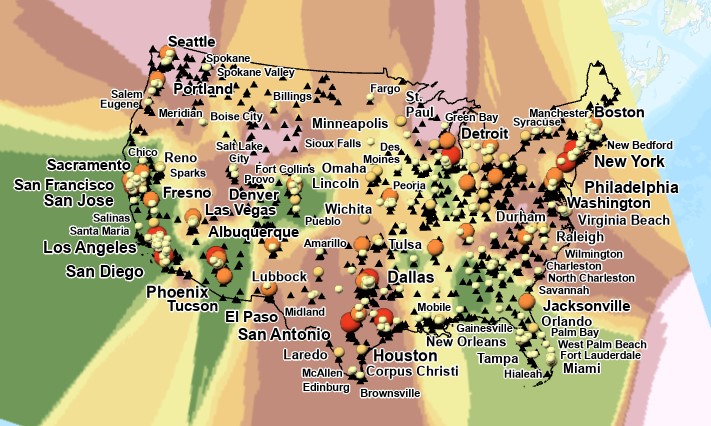 Seattle
Spokane
Spokane Valley
Portland
Salem
Eugene
Meridian
Boise City
Billings
Fargo
St.
Paul
Minneapolis
Green Bay
Detroit
Syracuse
Manchester
Boston
New Bedford
New York
Chico
Reno
Sparks
Salt Lake
City
Provo
Fort Collins
Denver
Sioux Falls
Des
Moines
Omaha
Lincoln
Peoria
Sacramento
San Francisco
San Jose
Fresno
Salinas
Santa Maria
Las Vegas
Pueblo
Wichita
Philadelphia
Washington
Virginia Beach
Durham
Raleigh
Los Angeles
San Diego
Albuquerque
Amarillo
Tulsa
Wilmington
Charleston
North Charleston
Savannah
Phoenix
Tucson
Lubbock
Dallas
El Paso
Midland
San Antonio
Mobile
New Orleans
Gainesville
Jacksonville
Orlando
Palm Bay
West Palm Beach
Fort Lauderdale
Tampa
Hialeah
Miami
Laredo
Houston
Corpus Christi
McAllen
Edinburg
Brownsville